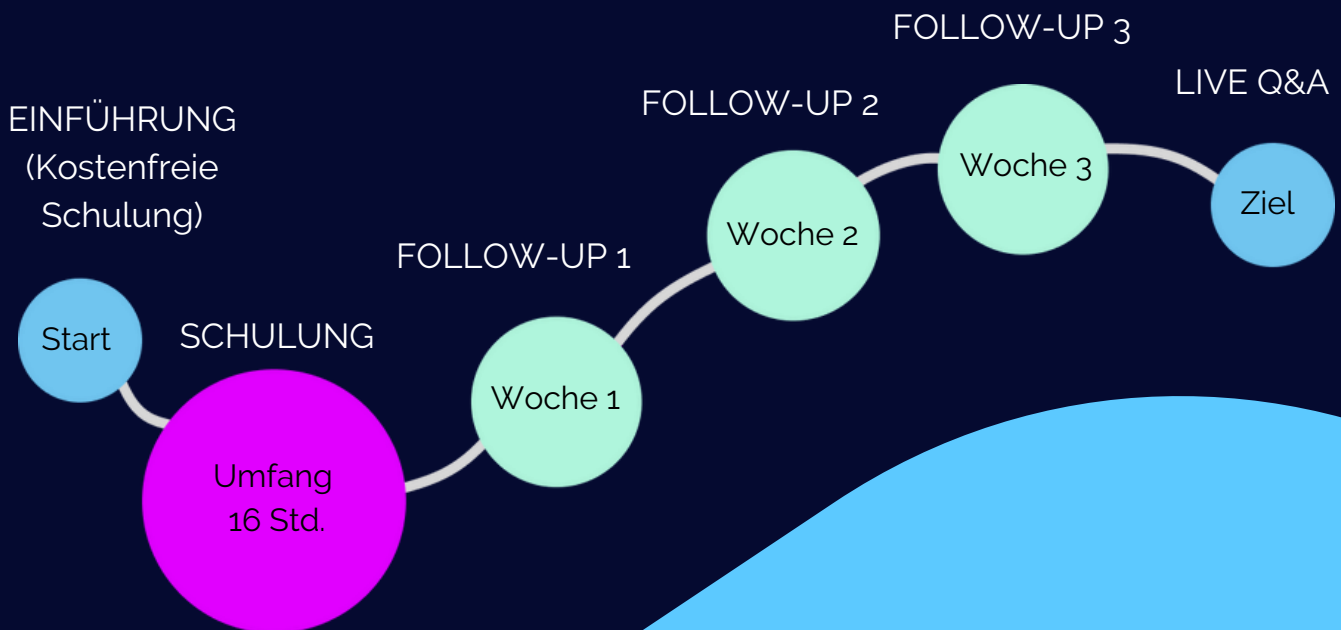 EINFÜHRUNG
(Kostenfreie
Schulung)
Start
SCHULUNG
Umfang
16 Std.
FOLLOW-UP 1
Woche 1
FOLLOW-UP 2
Woche 2
FOLLOW-UP 3
Woche 3
LIVE Q&A
Ziel